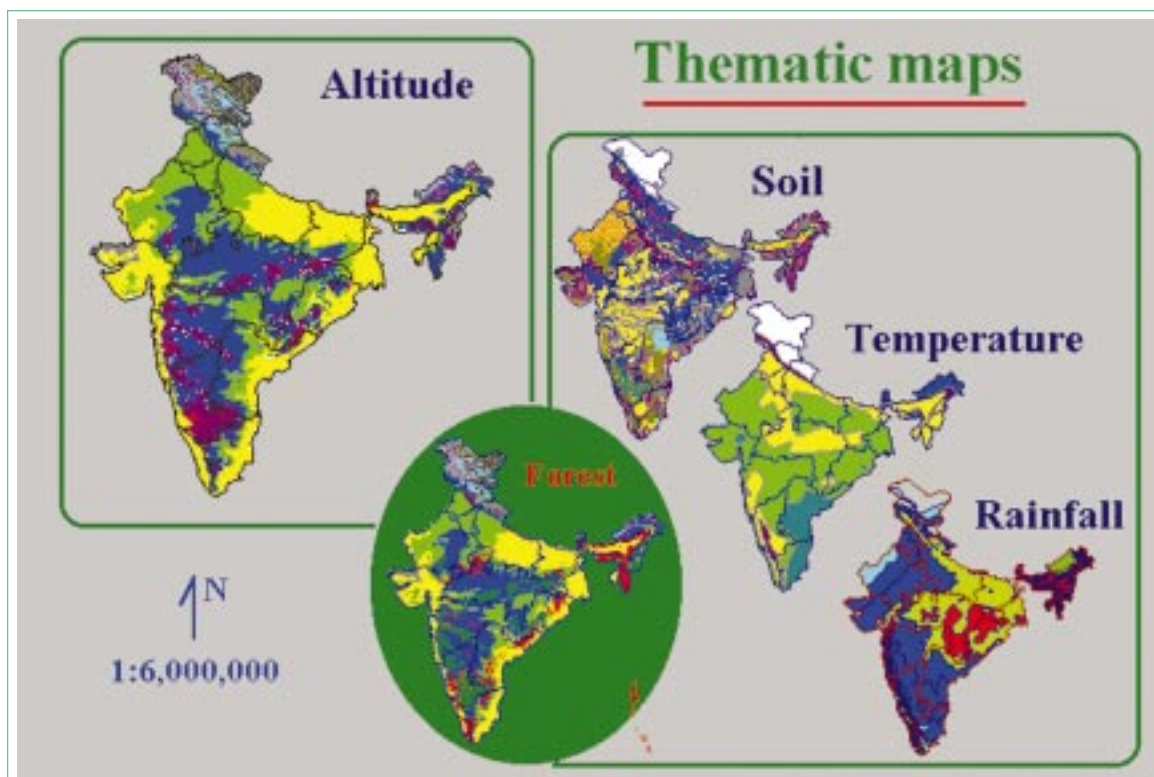 Thematic maps
Altitude
Soil
Temperature
Forest
Rainfall
N
1:6,000,000